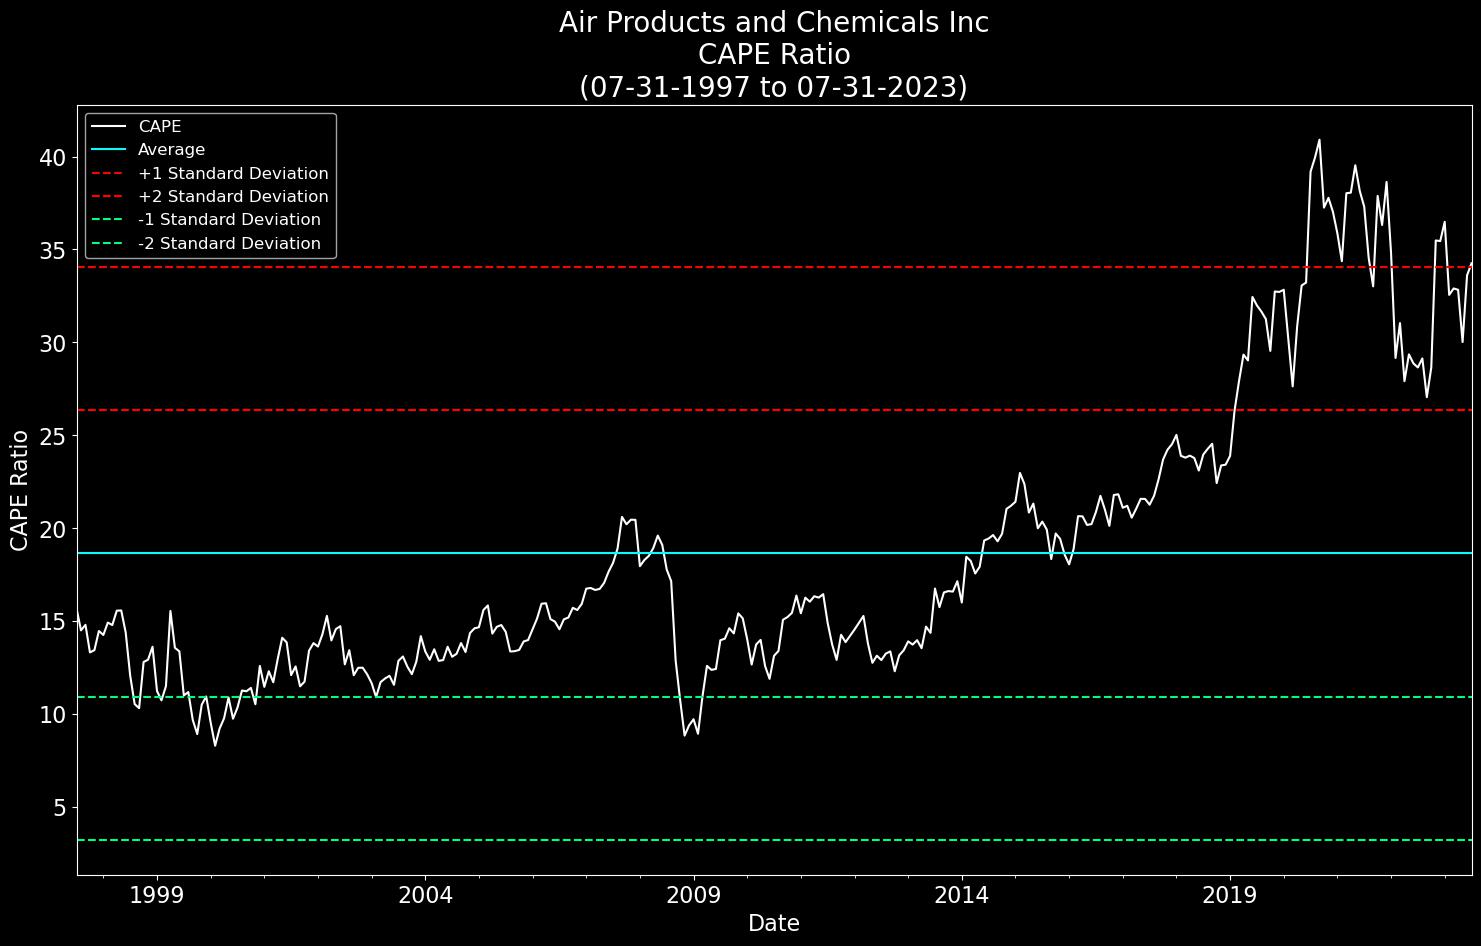 Air Products and Chemicals Inc
CAPE Ratio
(07-31-1997 to 07-31-2023)
CAPE
Average
+1 Standard Deviation
+2 Standard Deviation
-1 Standard Deviation
-2 Standard Deviation
CAPE Ratio
40
35
30
25
20
15
10
5
1999
2004
2009
2014
2019
Date